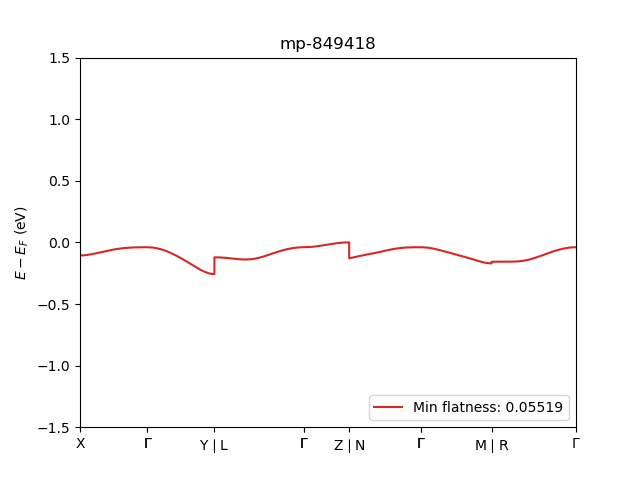 mp-849418
E − E_F (eV)
1.5
1.0
0.5
0.0
−0.5
−1.0
−1.5
Min flatness: 0.05519
X Γ Y | L Γ Z | N Γ M | R Γ